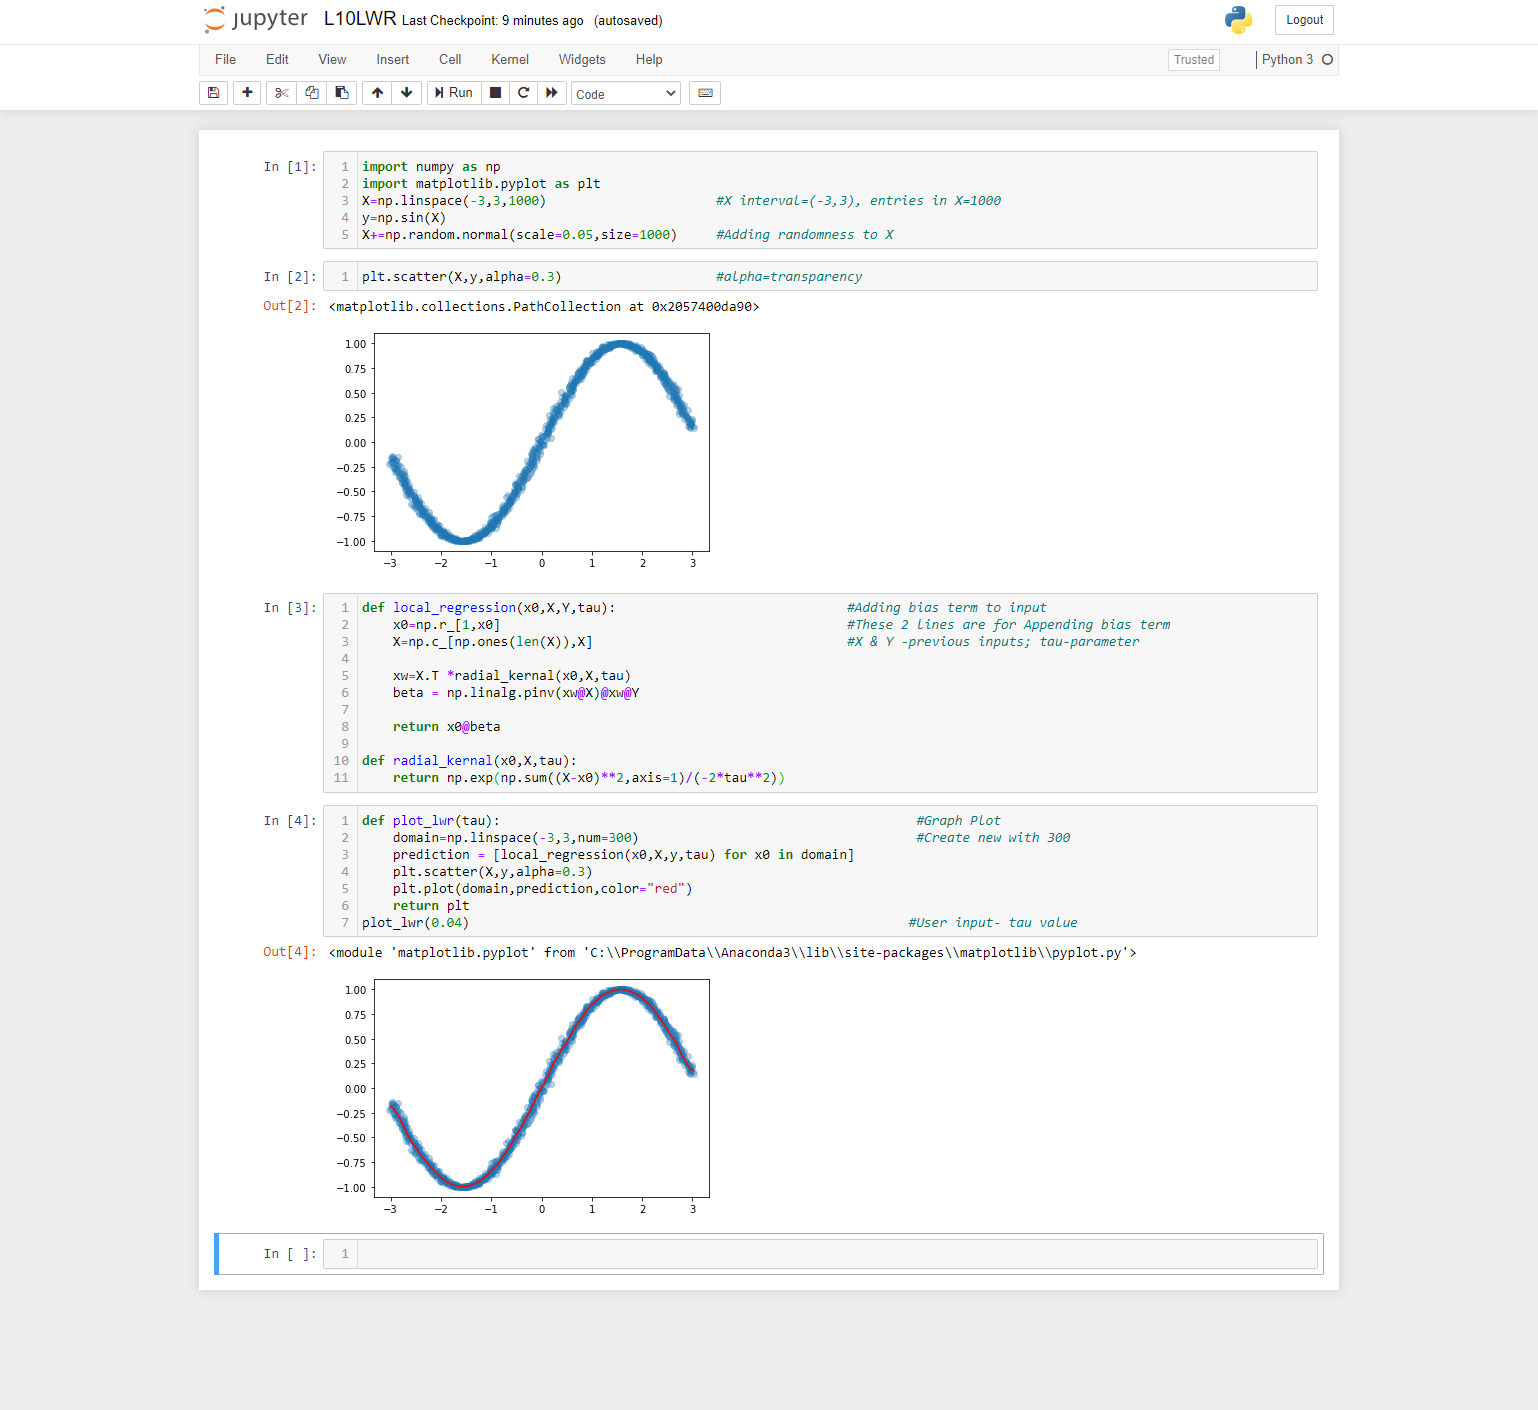 jupyter L10LWR Last Checkpoint: 9 minutes ago (autosaved)
Logout
File Edit View Insert Cell Kernel Widgets Help
Trusted
Python 3
Run
Code
In [1]:
1 import numpy as np
2 import matplotlib.pyplot as plt
3 X=np.linspace(-3,3,1000) #X interval=(-3,3), entries in X=1000
4 y=np.sin(X)
5 X+=np.random.normal(scale=0.05,size=1000) #Adding randomness to X
In [2]:
1 plt.scatter(X,y,alpha=0.3) #alpha=transparency
Out[2]: <matplotlib.collections.PathCollection at 0x2057400da90>
1.00
0.75
0.50
0.25
0.00
−0.25
−0.50
−0.75
−1.00
−3 −2 −1 0 1 2 3
In [3]:
1 def local_regression(x0,X,Y,tau): #Adding bias term to input
2 x0=np.r_[1,x0] #These 2 lines are for Appending bias term
3 X=np.c_[np.ones(len(X)),X] #X & Y -previous inputs; tau-parameter
4
5 xw=X.T *radial_kernal(x0,X,tau)
6 beta = np.linalg.pinv(xw@X)@xw@Y
7
8 return x0@beta
9
10 def radial_kernal(x0,X,tau):
11 return np.exp(np.sum((X-x0)**2,axis=1)/(-2*tau**2))
In [4]:
1 def plot_lwr(tau): #Graph Plot
2 domain=np.linspace(-3,3,num=300) #Create new with 300
3 prediction = [local_regression(x0,X,y,tau) for x0 in domain]
4 plt.scatter(X,y,alpha=0.3)
5 plt.plot(domain,prediction,color="red")
6 return plt
7 plot_lwr(0.04) #User input- tau value
Out[4]: <module 'matplotlib.pyplot' from 'C:\\ProgramData\\Anaconda3\\lib\\site-packages\\matplotlib\\pyplot.py'>
1.00
0.75
0.50
0.25
0.00
−0.25
−0.50
−0.75
−1.00
−3 −2 −1 0 1 2 3
In [ ]:
1